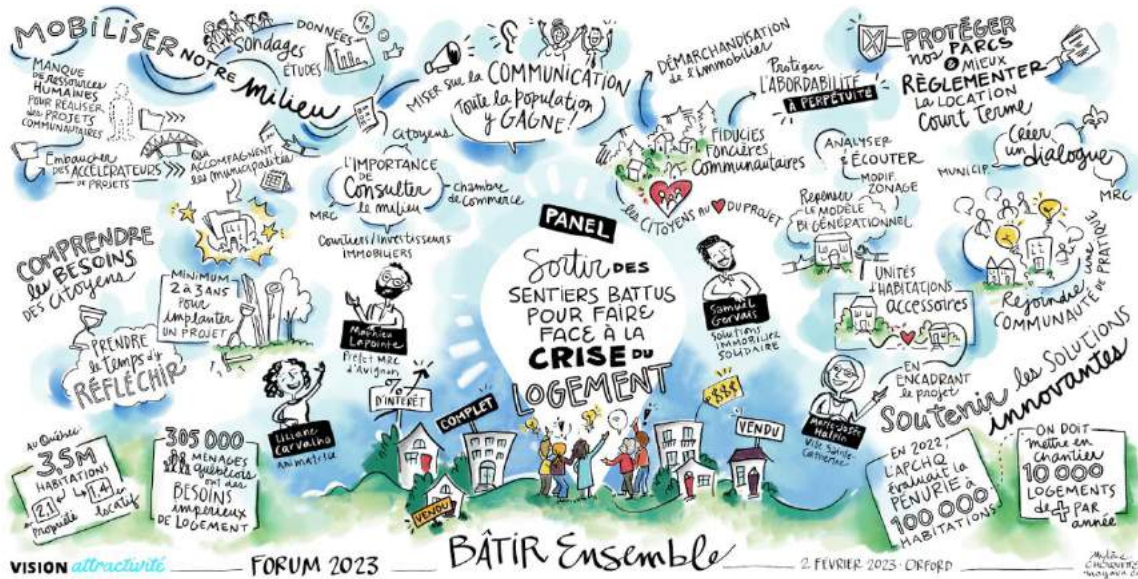 MOBILISER
NOTRE
milieu
Sondages
ÉTUDES
DONNÉES
%
MANQUE
DE RESSOURCES
HUMAINES
POUR RÉALISER
des PROJETS
COMMUNAUTAIRES
Embaucher
DES ACCÉLÉRATEURS
DE PROJETS
Qui
ACCOMPAGNENT
les municipalités
COMPRENDRE
les BESOINS
DES Citoyens
MINIMUM
2 à 3 ANS
Pour
implanter
UN PROJET
PRENDRE
le temps d'y
RÉFLÉCHIR
MISER sur la COMMUNICATION
Toute la population
y GAGNE!
Citoyens
L'IMPORTANCE
DE
Consulter
le milieu
chambre
de commerce
MRC
Courtiers/Investisseurs
IMMOBILIERS
Mathieu
Lapointe
Préfet MRC
d'Avignon
Liliane
Carvalho
animatrice
PANEL
Sortir DES
SENTIERS BATTUS
POUR FAIRE
FACE À LA
CRISE DU
LOGEMENT
DÉMARCHANDISATION
de l'Immobilier
Protéger
L'ABORDABILITÉ
À PERPÉTUITÉ
FIDUCIES
Foncières
Communautaires
les CITOYENS AU DU PROJET
Samuel
Gervais
SOLUTIONS
IMMOBILIER
SOLIDAIRE
PROTÉGER
nos PARCS
& MIEUX
RÈGLEMENTER
LA LOCATION
Court Terme
ANALYSER
ÉCOUTER
MODIF.
ZONAGE
Repenser
LE MODÈLE
BIGÉNÉRATIONNEL
UNITÉS
d'HABITATIONS
accessoires
EN
ENCADRANT
le projet
Marie-Josée
Halpin
Ville Sainte-
Catherine
Créer
un dialogue
MUNICIP.
MRC
Rejoindre une
COMMUNAUTÉ DE PRATIQUE
Soutenir les SOLUTIONS
innovantes
% D'INTÉRÊT
COMPLET
VENDU
+ $$$
VENDU
AU Québec
3,5M
HABITATIONS
2.1
en propriété
1.4
locatif
305 000
MÉNAGES
Québécois
ont des
BESOINS
impérieux
DE LOGEMENT
EN 2022
L'APCHQ
évaluait la
PÉNURIE à
100 000
HABITATIONS
ON DOIT
mettre en
chantier
10 000
LOGEMENTS
de + PAR
année
VISION attractivité
FORUM 2023
BÂTIR Ensemble
2 FÉVRIER 2023 · ORFORD